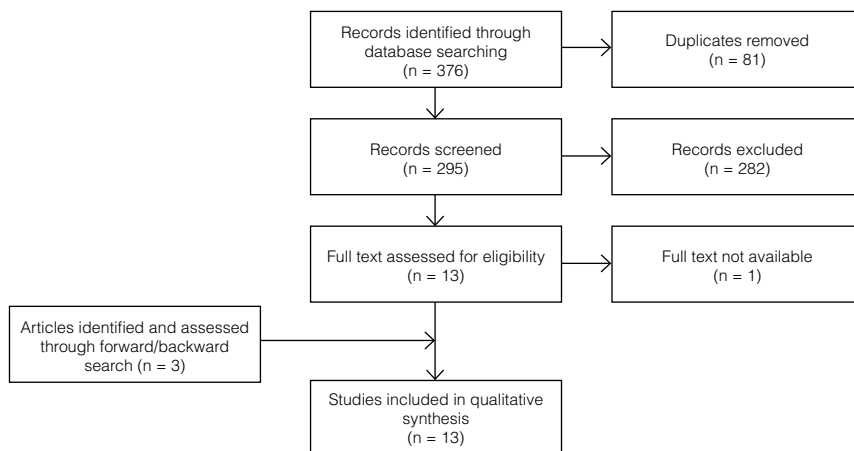 Records identified through
database searching
(n = 376)
Duplicates removed
(n = 81)
Records screened
(n = 295)
Records excluded
(n = 282)
Full text assessed for eligibility
(n = 13)
Full text not available
(n = 1)
Articles identified and assessed
through forward/backward
search (n = 3)
Studies included in qualitative
synthesis
(n = 13)